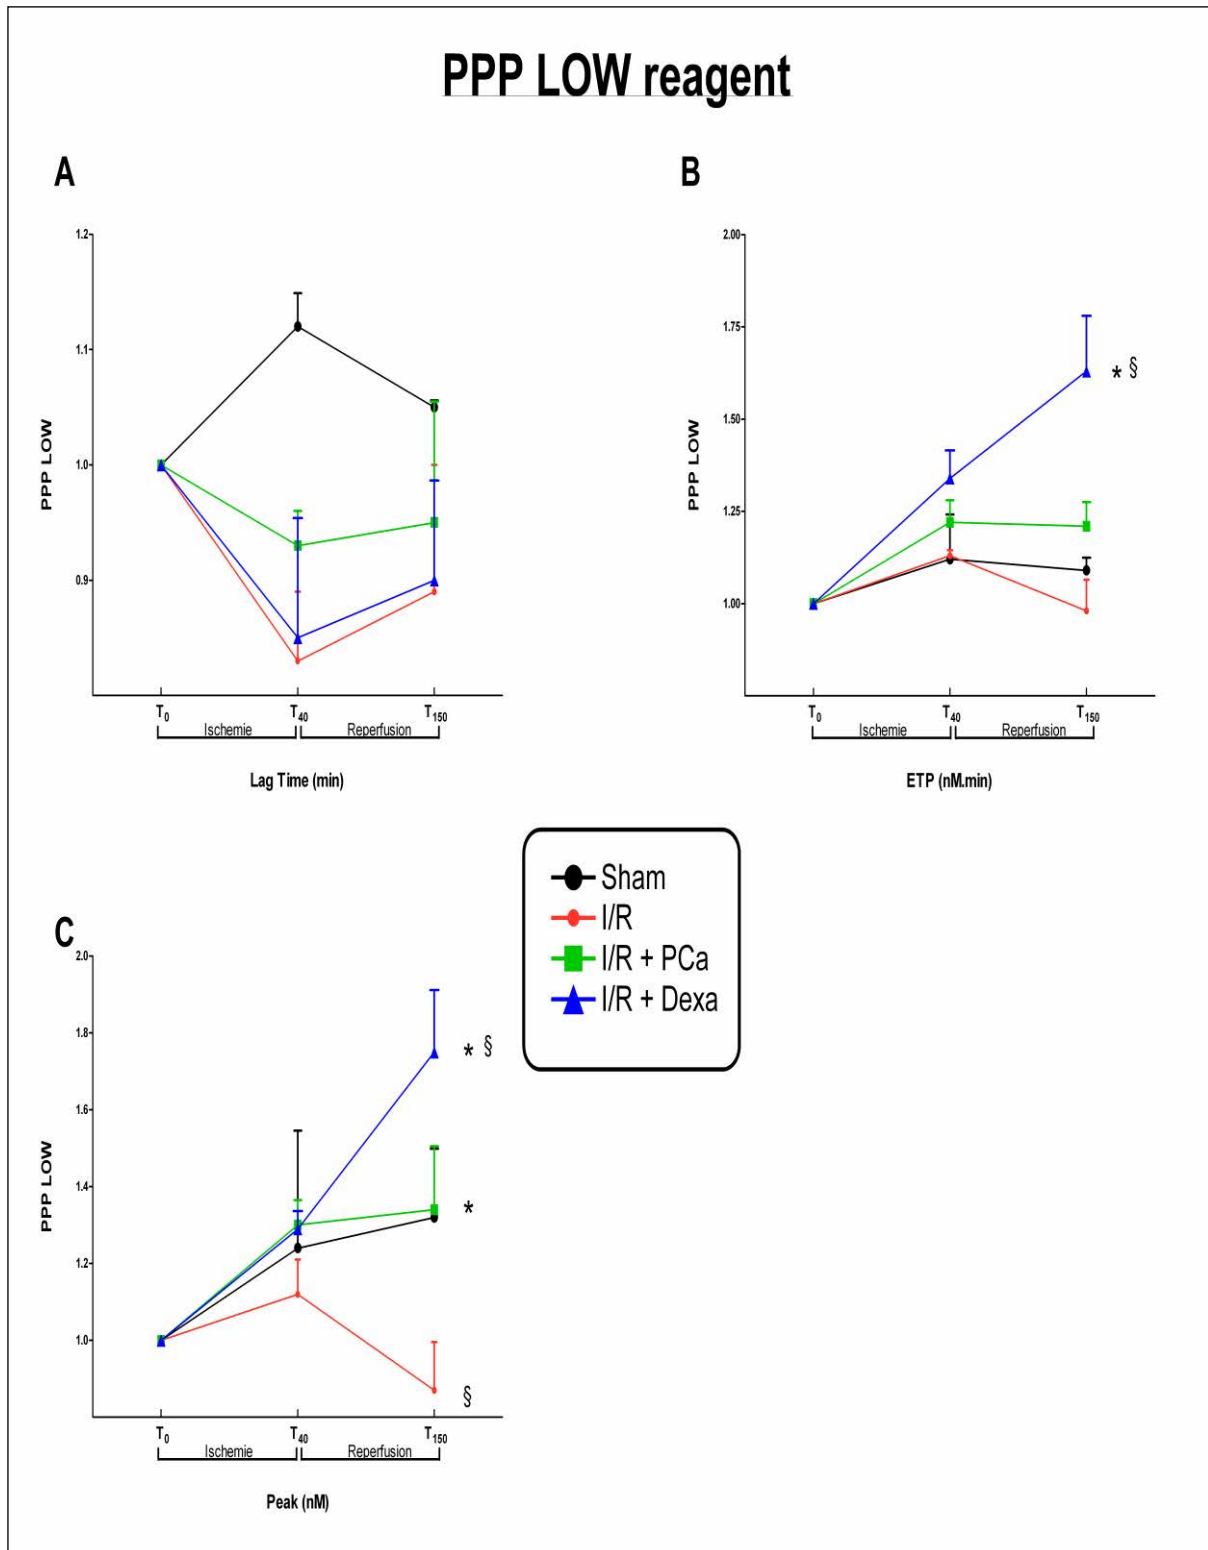 PPP LOW reagent
A
1.2
1.1
1.0
0.9
PPP LOW
T₀ T₄₀ T₁₅₀
Ischemie Reperfusion
Lag Time (min)
B
2.00
1.75
1.50
1.25
1.00
PPP LOW
* §
T₀ T₄₀ T₁₅₀
Ischemie Reperfusion
ETP (nM.min)
Sham
I/R
I/R + PCa
I/R + Dexa
C
2.0
1.8
1.6
1.4
1.2
1.0
PPP LOW
* §
*
§
T₀ T₄₀ T₁₅₀
Ischemie Reperfusion
Peak (nM)